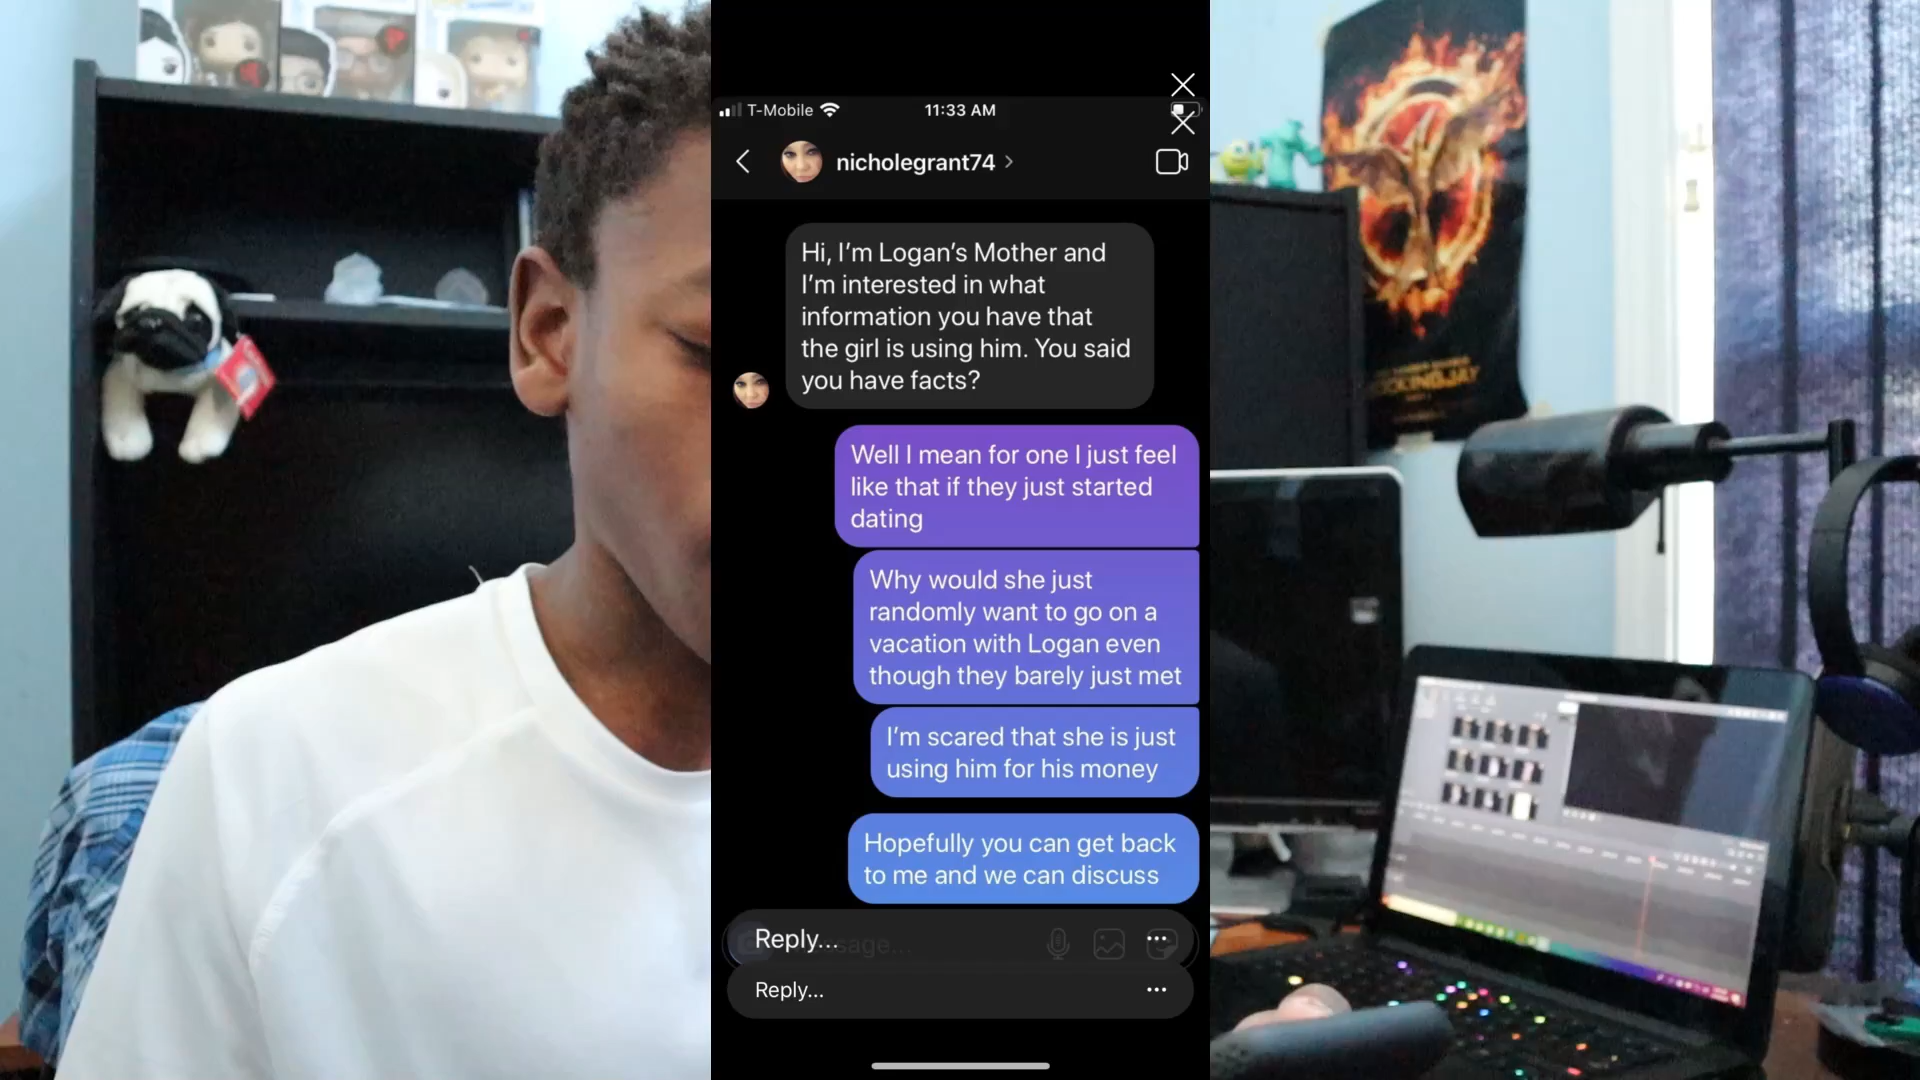 T-Mobile
11:33 AM
nicholegrant74
Hi, I'm Logan's Mother and
I'm interested in what
information you have that
the girl is using him. You said
you have facts?
Well I mean for one I just feel
like that if they just started
dating
Why would she just
randomly want to go on a
vacation with Logan even
though they barely just met
I'm scared that she is just
using him for his money
Hopefully you can get back
to me and we can discuss
Reply...
Reply...
MOCKINGJAY